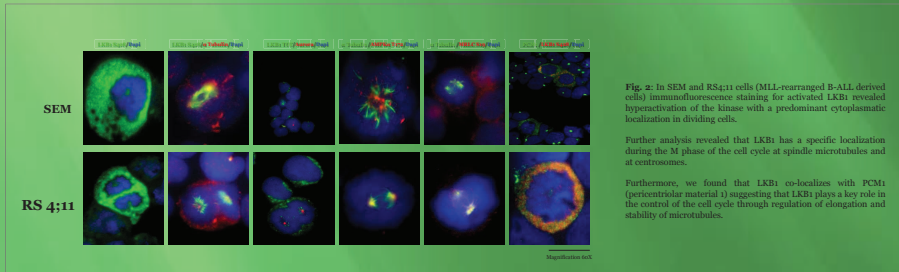 SEM
RS 4;11
Fig. 2: In SEM and RS4;11 cells (MLL-rearranged B-ALL derived
cells) immunofluorescence staining for activated LKB1 revealed
hyperactivation of the kinase with a predominant cytoplasmatic
localization in dividing cells.
Further analysis revealed that LKB1 has a specific localization
during the M phase of the cell cycle at spindle microtubules and
at centrosomes.
Furthermore, we found that LKB1 co-localizes with PCM1
(pericentriolar material 1) suggesting that LKB1 plays a key role in
the control of the cell cycle through regulation of elongation and
stability of microtubules.
Magnification 60X